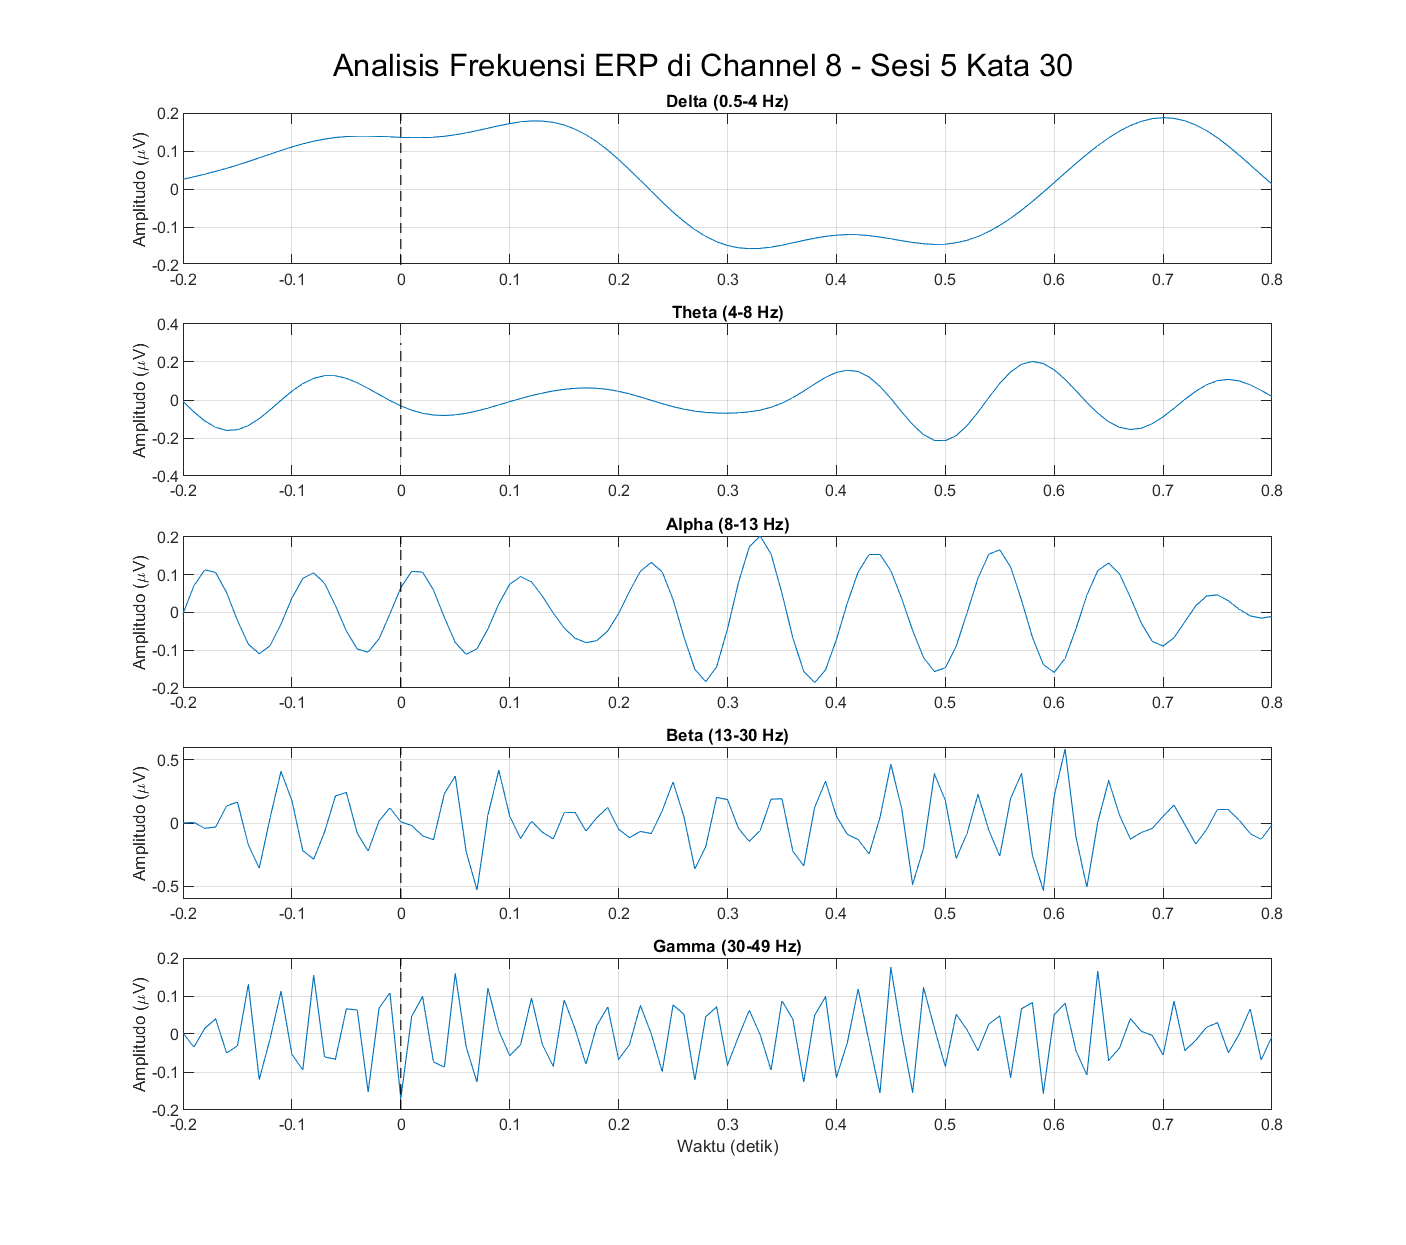 Analisis Frekuensi ERP di Channel 8 - Sesi 5 Kata 30
Delta (0.5-4 Hz)
Amplitudo (μV)
0.2
0.1
0
-0.1
-0.2
-0.2 -0.1 0 0.1 0.2 0.3 0.4 0.5 0.6 0.7 0.8
Theta (4-8 Hz)
Amplitudo (μV)
0.4
0.2
0
-0.2
-0.4
-0.2 -0.1 0 0.1 0.2 0.3 0.4 0.5 0.6 0.7 0.8
Alpha (8-13 Hz)
Amplitudo (μV)
0.2
0.1
0
-0.1
-0.2
-0.2 -0.1 0 0.1 0.2 0.3 0.4 0.5 0.6 0.7 0.8
Beta (13-30 Hz)
Amplitudo (μV)
0.5
0
-0.5
-0.2 -0.1 0 0.1 0.2 0.3 0.4 0.5 0.6 0.7 0.8
Gamma (30-49 Hz)
Amplitudo (μV)
0.2
0.1
0
-0.1
-0.2
-0.2 -0.1 0 0.1 0.2 0.3 0.4 0.5 0.6 0.7 0.8
Waktu (detik)